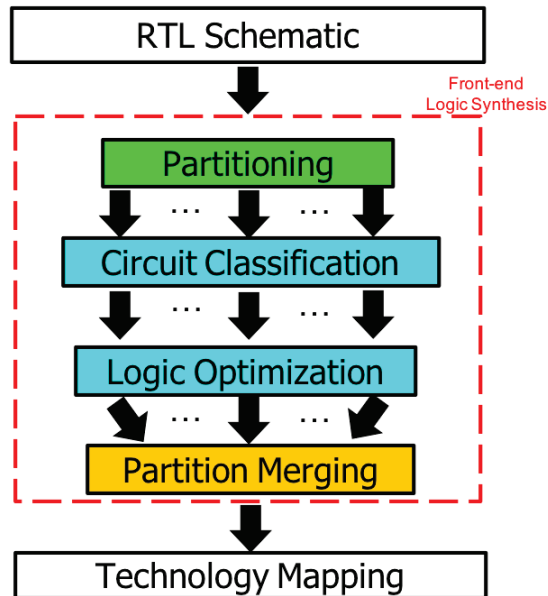 RTL Schematic
Front-end
Logic Synthesis
Partitioning
... ...
Circuit Classification
... ...
Logic Optimization
... ...
Partition Merging
Technology Mapping